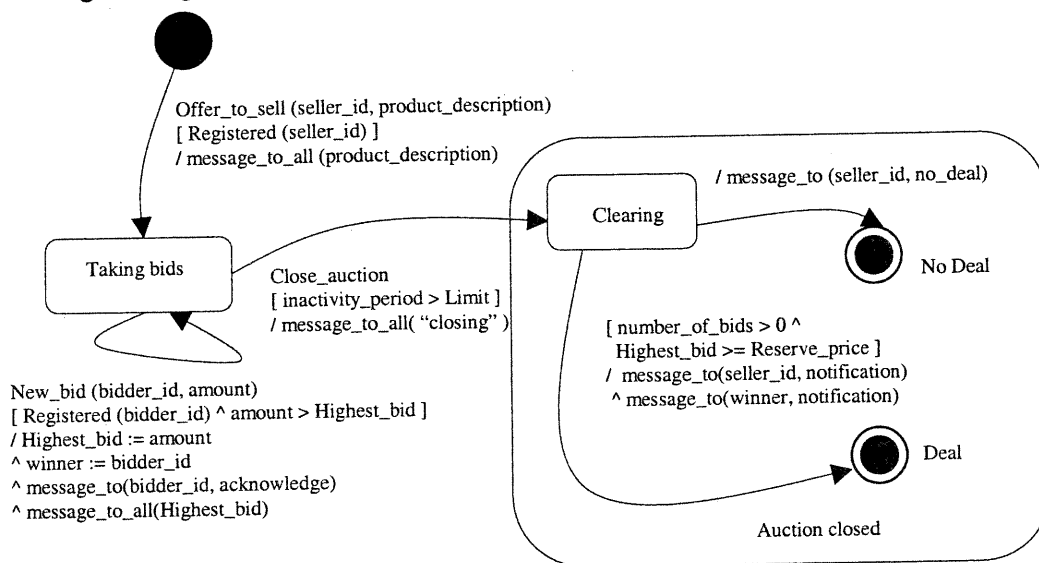 Offer_to_sell (seller_id, product_description)
[ Registered (seller_id) ]
/ message_to_all (product_description)
/ message_to (seller_id, no_deal)
Clearing
Taking bids
No Deal
Close_auction
[ inactivity_period > Limit ]
/ message_to_all( “closing” )
[ number_of_bids > 0 ^
Highest_bid >= Reserve_price ]
/ message_to(seller_id, notification)
^ message_to(winner, notification)
New_bid (bidder_id, amount)
[ Registered (bidder_id) ^ amount > Highest_bid ]
/ Highest_bid := amount
^ winner := bidder_id
^ message_to(bidder_id, acknowledge)
^ message_to_all(Highest_bid)
Deal
Auction closed